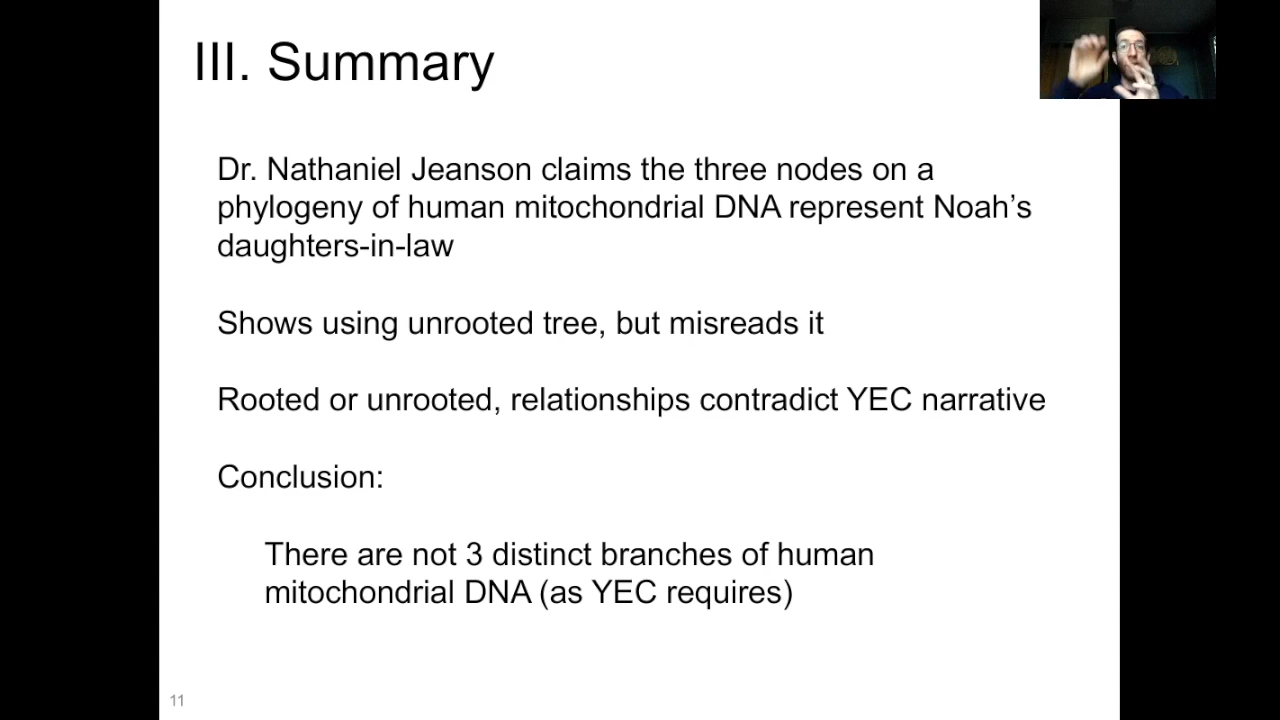 III. Summary
Dr. Nathaniel Jeanson claims the three nodes on a
phylogeny of human mitochondrial DNA represent Noah’s
daughters-in-law
Shows using unrooted tree, but misreads it
Rooted or unrooted, relationships contradict YEC narrative
Conclusion:
There are not 3 distinct branches of human
mitochondrial DNA (as YEC requires)
11